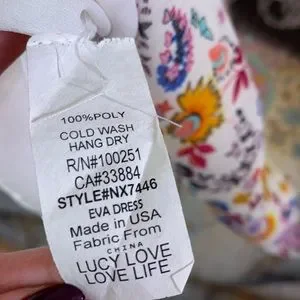 100%POLY
COLD WASH
HANG DRY
R/N#100251
CA#33884
STYLE#NX7446
EVA DRESS
Made in USA
Fabric From
CHINA
LUCY LOVE
LOVE LIFE